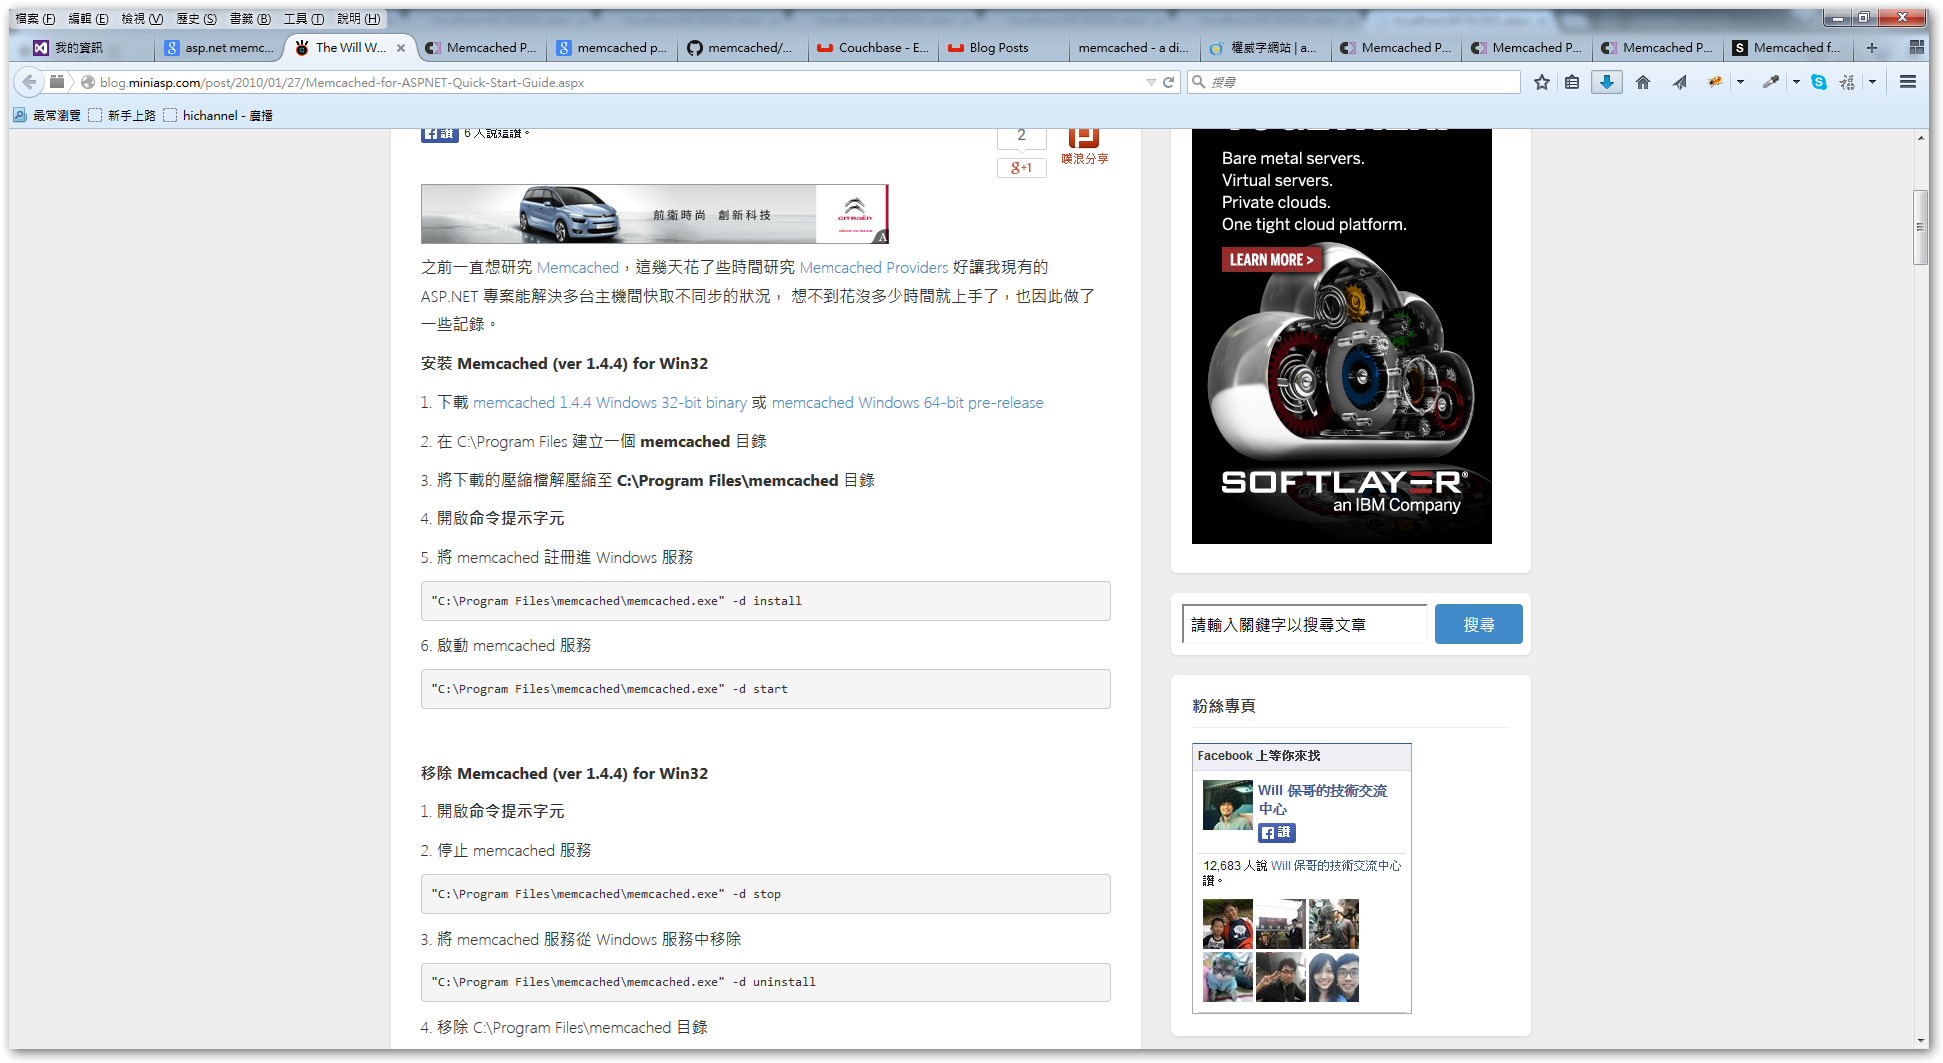 檔案 (F) 編輯 (E) 檢視 (V) 歷史 (S) 書籤 (B) 工具 (T) 說明 (H)
我的資訊
asp.net memc...
The Will W...
Memcached P...
memcached p...
memcached/...
Couchbase - E...
Blog Posts
memcached - a di...
權威字網站 | a...
Memcached P...
Memcached P...
Memcached P...
Memcached f...
blog.miniasp.com/post/2010/01/27/Memcached-for-ASPNET-Quick-Start-Guide.aspx
搜尋
最常瀏覽 新手上路 hichannel - 廣播
讚 6 人說這讚。
2
g+1
噗浪分享
前衛時尚 創新科技
CITROËN
之前一直想研究 Memcached，這幾天花了些時間研究 Memcached Providers 好讓我現有的
ASP.NET 專案能解決多台主機間快取不同步的狀況， 想不到花沒多少時間就上手了，也因此做了
一些記錄。
安裝 Memcached (ver 1.4.4) for Win32
1. 下載 memcached 1.4.4 Windows 32-bit binary 或 memcached Windows 64-bit pre-release
2. 在 C:\Program Files 建立一個 memcached 目錄
3. 將下載的壓縮檔解壓縮至 C:\Program Files\memcached 目錄
4. 開啟命令提示字元
5. 將 memcached 註冊進 Windows 服務
"C:\Program Files\memcached\memcached.exe" -d install
6. 啟動 memcached 服務
"C:\Program Files\memcached\memcached.exe" -d start
移除 Memcached (ver 1.4.4) for Win32
1. 開啟命令提示字元
2. 停止 memcached 服務
"C:\Program Files\memcached\memcached.exe" -d stop
3. 將 memcached 服務從 Windows 服務中移除
"C:\Program Files\memcached\memcached.exe" -d uninstall
4. 移除 C:\Program Files\memcached 目錄
Bare metal servers.
Virtual servers.
Private clouds.
One tight cloud platform.
LEARN MORE >
SOFTLAYER®
an IBM Company
請輸入關鍵字以搜尋文章
搜尋
粉絲專頁
Facebook 上等你來找
Will 保哥的技術交流
中心
讚
12,683 人說 Will 保哥的技術交流中心
讚。